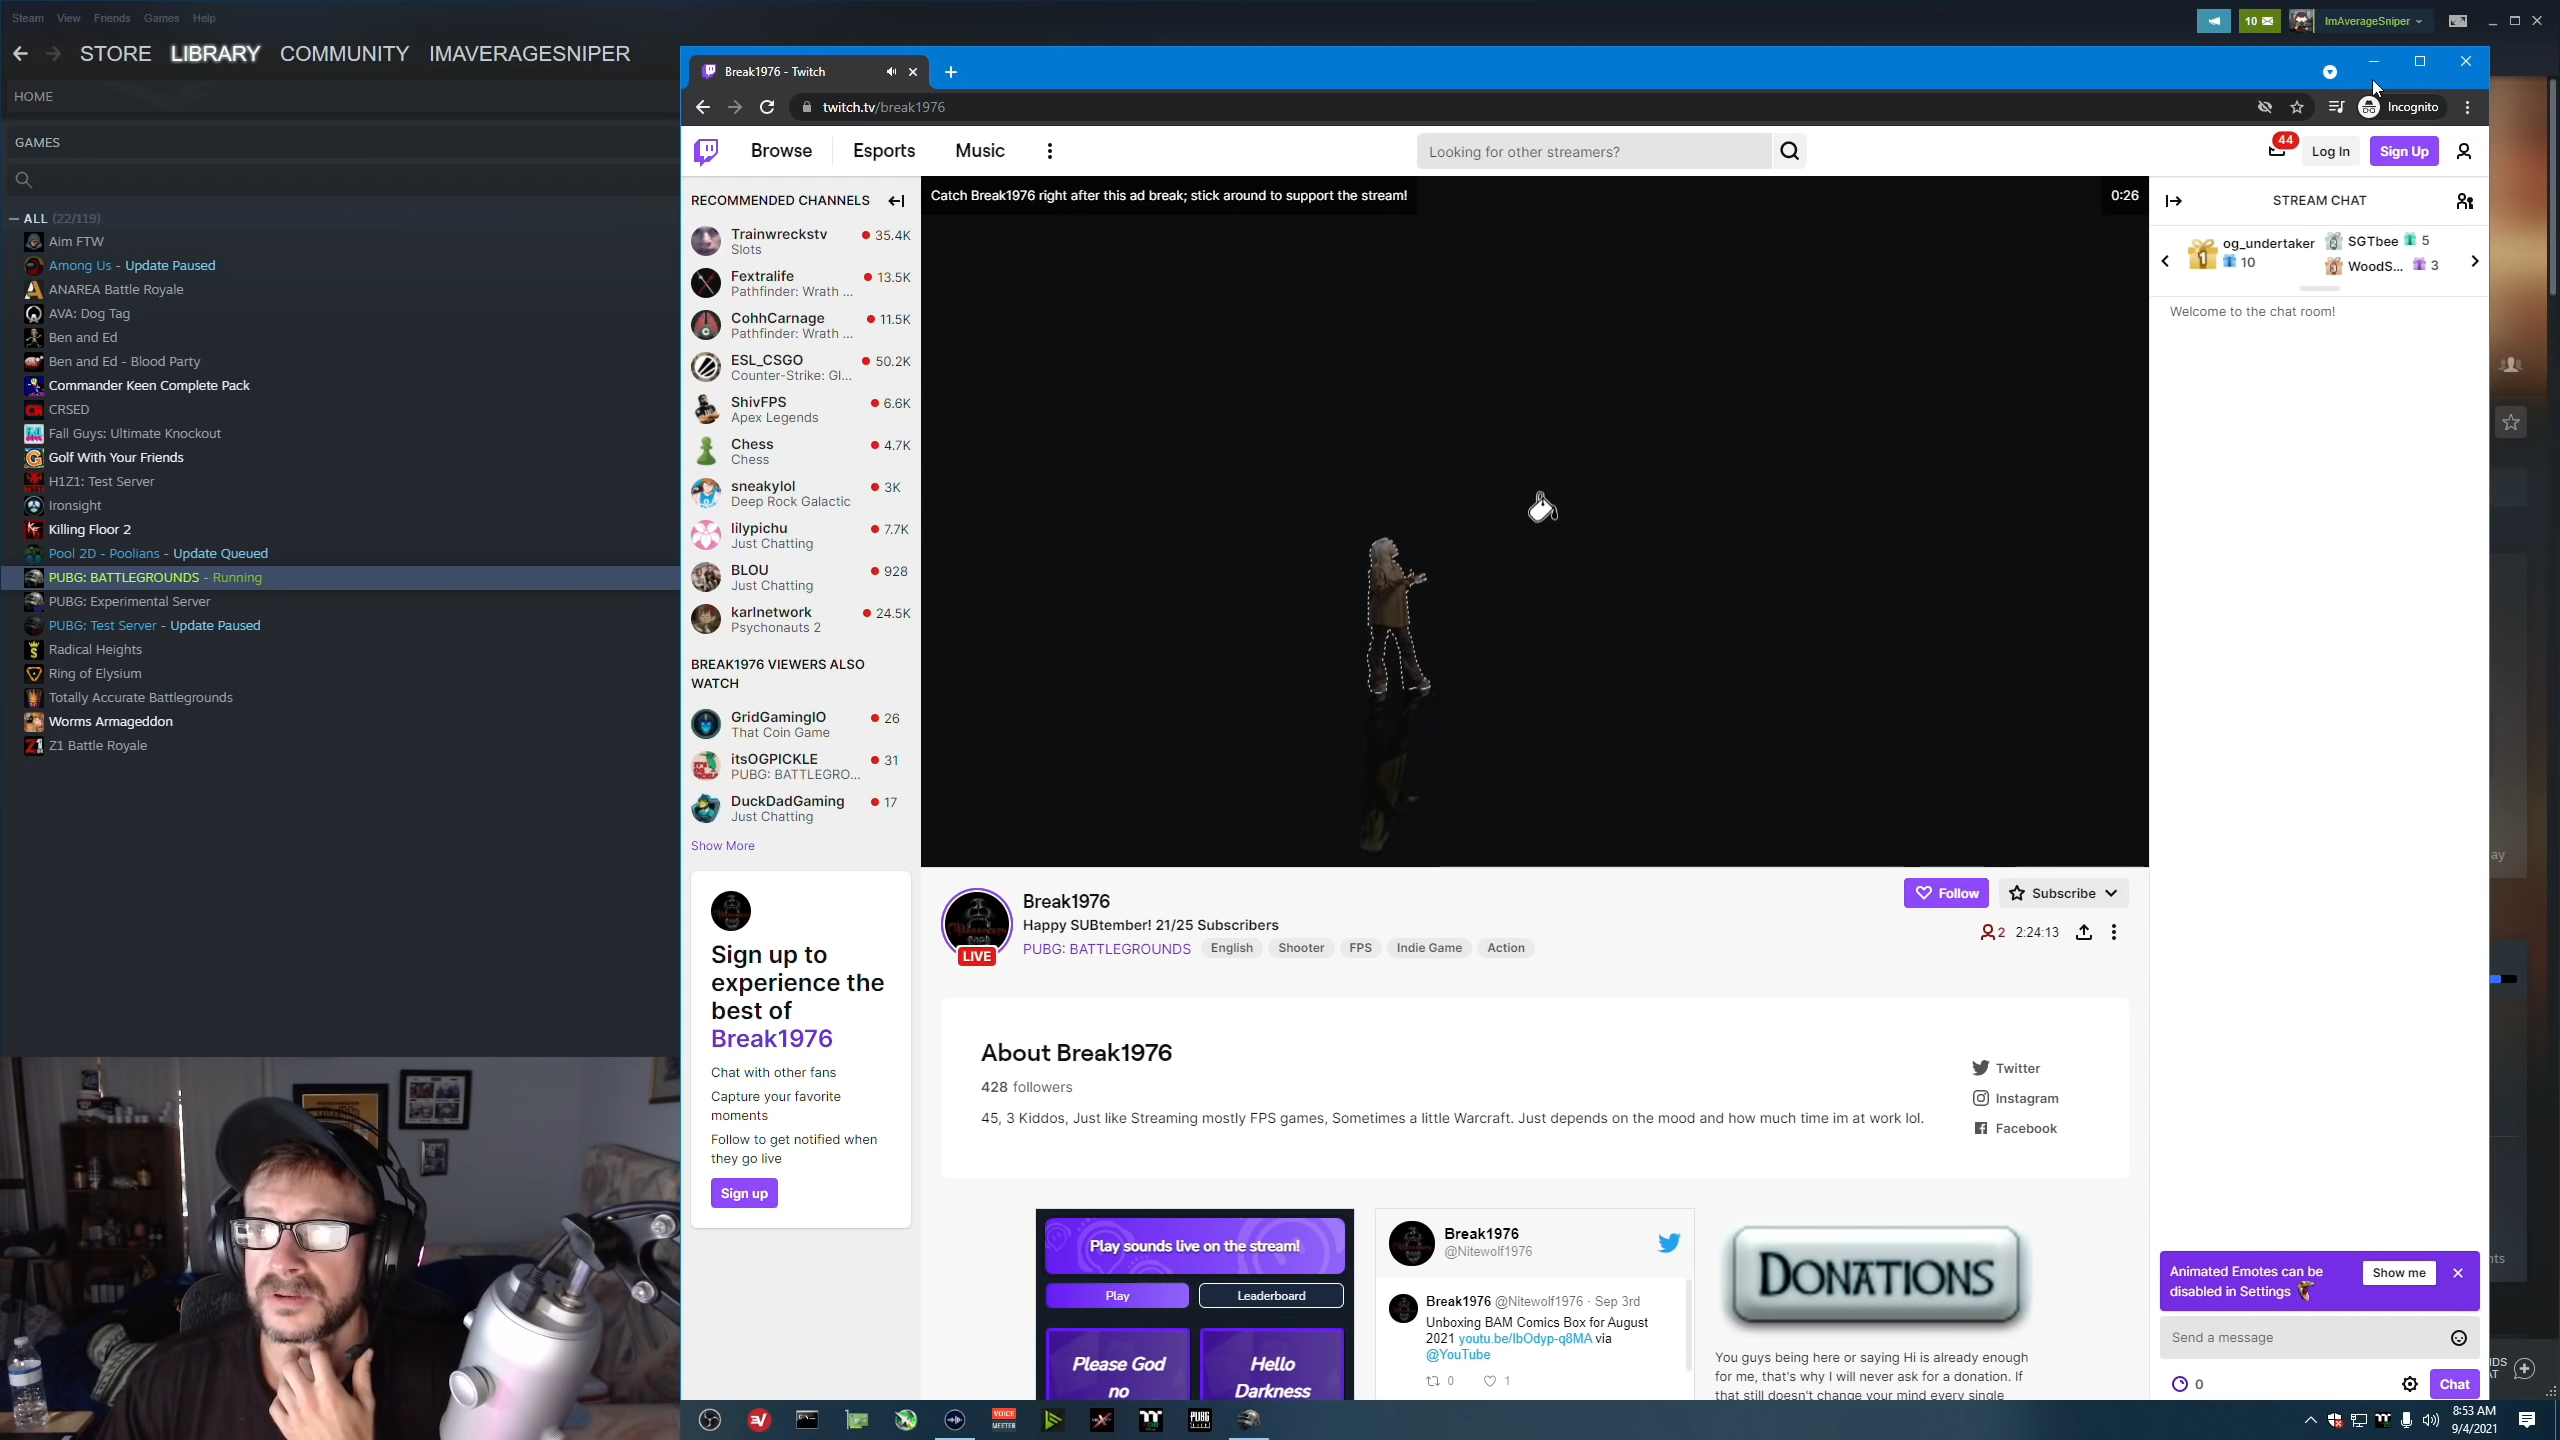 Steam View Friends Games Help
10
ImAverageSniper
STORE LIBRARY COMMUNITY IMAVERAGESNIPER
HOME
GAMES
ALL (22/119)
Aim FTW
Among Us - Update Paused
ANAREA Battle Royale
AVA: Dog Tag
Ben and Ed
Ben and Ed - Blood Party
Commander Keen Complete Pack
CRSED
Fall Guys: Ultimate Knockout
Golf With Your Friends
H1Z1: Test Server
Ironsight
Killing Floor 2
Pool 2D - Poolians - Update Queued
PUBG: BATTLEGROUNDS - Running
PUBG: Experimental Server
PUBG: Test Server - Update Paused
Radical Heights
Ring of Elysium
Totally Accurate Battlegrounds
Worms Armageddon
Z1 Battle Royale
Break1976 - Twitch
twitch.tv/break1976
Incognito
Browse Esports Music
Looking for other streamers?
44
Log In
Sign Up
RECOMMENDED CHANNELS
Trainwreckstv 35.4K
Slots
Fextralife 13.5K
Pathfinder: Wrath ...
CohhCarnage 11.5K
Pathfinder: Wrath ...
ESL_CSGO 50.2K
Counter-Strike: Gl...
ShivFPS 6.6K
Apex Legends
Chess 4.7K
Chess
sneakylol 3K
Deep Rock Galactic
lilypichu 7.7K
Just Chatting
BLOU 928
Just Chatting
karlnetwork 24.5K
Psychonauts 2
BREAK1976 VIEWERS ALSO
WATCH
GridGamingIO 26
That Coin Game
itsOGPICKLE 31
PUBG: BATTLEGRO...
DuckDadGaming 17
Just Chatting
Show More
Sign up to
experience the
best of
Break1976
Chat with other fans
Capture your favorite
moments
Follow to get notified when
they go live
Sign up
Catch Break1976 right after this ad break; stick around to support the stream!
0:26
LIVE
Break1976
Happy SUBtember! 21/25 Subscribers
PUBG: BATTLEGROUNDS English Shooter FPS Indie Game Action
Follow
Subscribe
2 2:24:13
About Break1976
428 followers
45, 3 Kiddos, Just like Streaming mostly FPS games, Sometimes a little Warcraft. Just depends on the mood and how much time im at work lol.
Twitter
Instagram
Facebook
Play sounds live on the stream!
Play
Leaderboard
Please God
no
Hello
Darkness
Break1976
@Nitewolf1976
Break1976 @Nitewolf1976 · Sep 3rd
Unboxing BAM Comics Box for August
2021 youtu.be/IbOdyp-q8MA via
@YouTube
0 1
DONATIONS
You guys being here or saying Hi is already enough
for me, that's why I will never ask for a donation. If
that still doesn't change your mind every single
STREAM CHAT
og_undertaker
10
SGTbee 5
WoodS... 3
Welcome to the chat room!
Animated Emotes can be
disabled in Settings
Show me
Send a message
0
Chat
VOICE
MEETER
PUBG
8:53 AM
9/4/2021